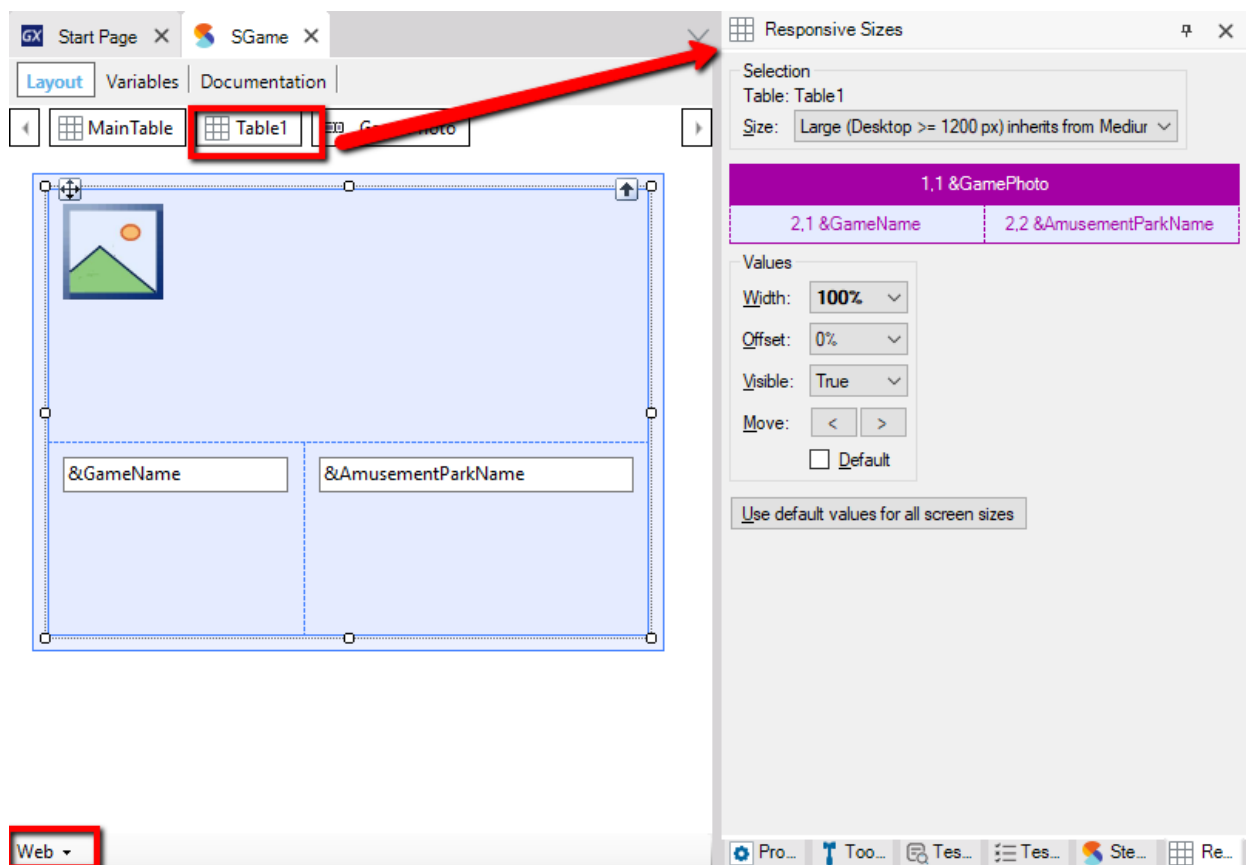 GX Start Page SGame
Layout Variables Documentation
MainTable Table1
&GameName &AmusementParkName
Web
Responsive Sizes
Selection
Table: Table1
Size: Large (Desktop >= 1200 px) inherits from Mediur
1,1 &GamePhoto
2,1 &GameName 2,2 &AmusementParkName
Values
Width: 100%
Offset: 0%
Visible: True
Move: < >
Default
Use default values for all screen sizes
Pro... Too... Tes... Tes... Ste... Re...